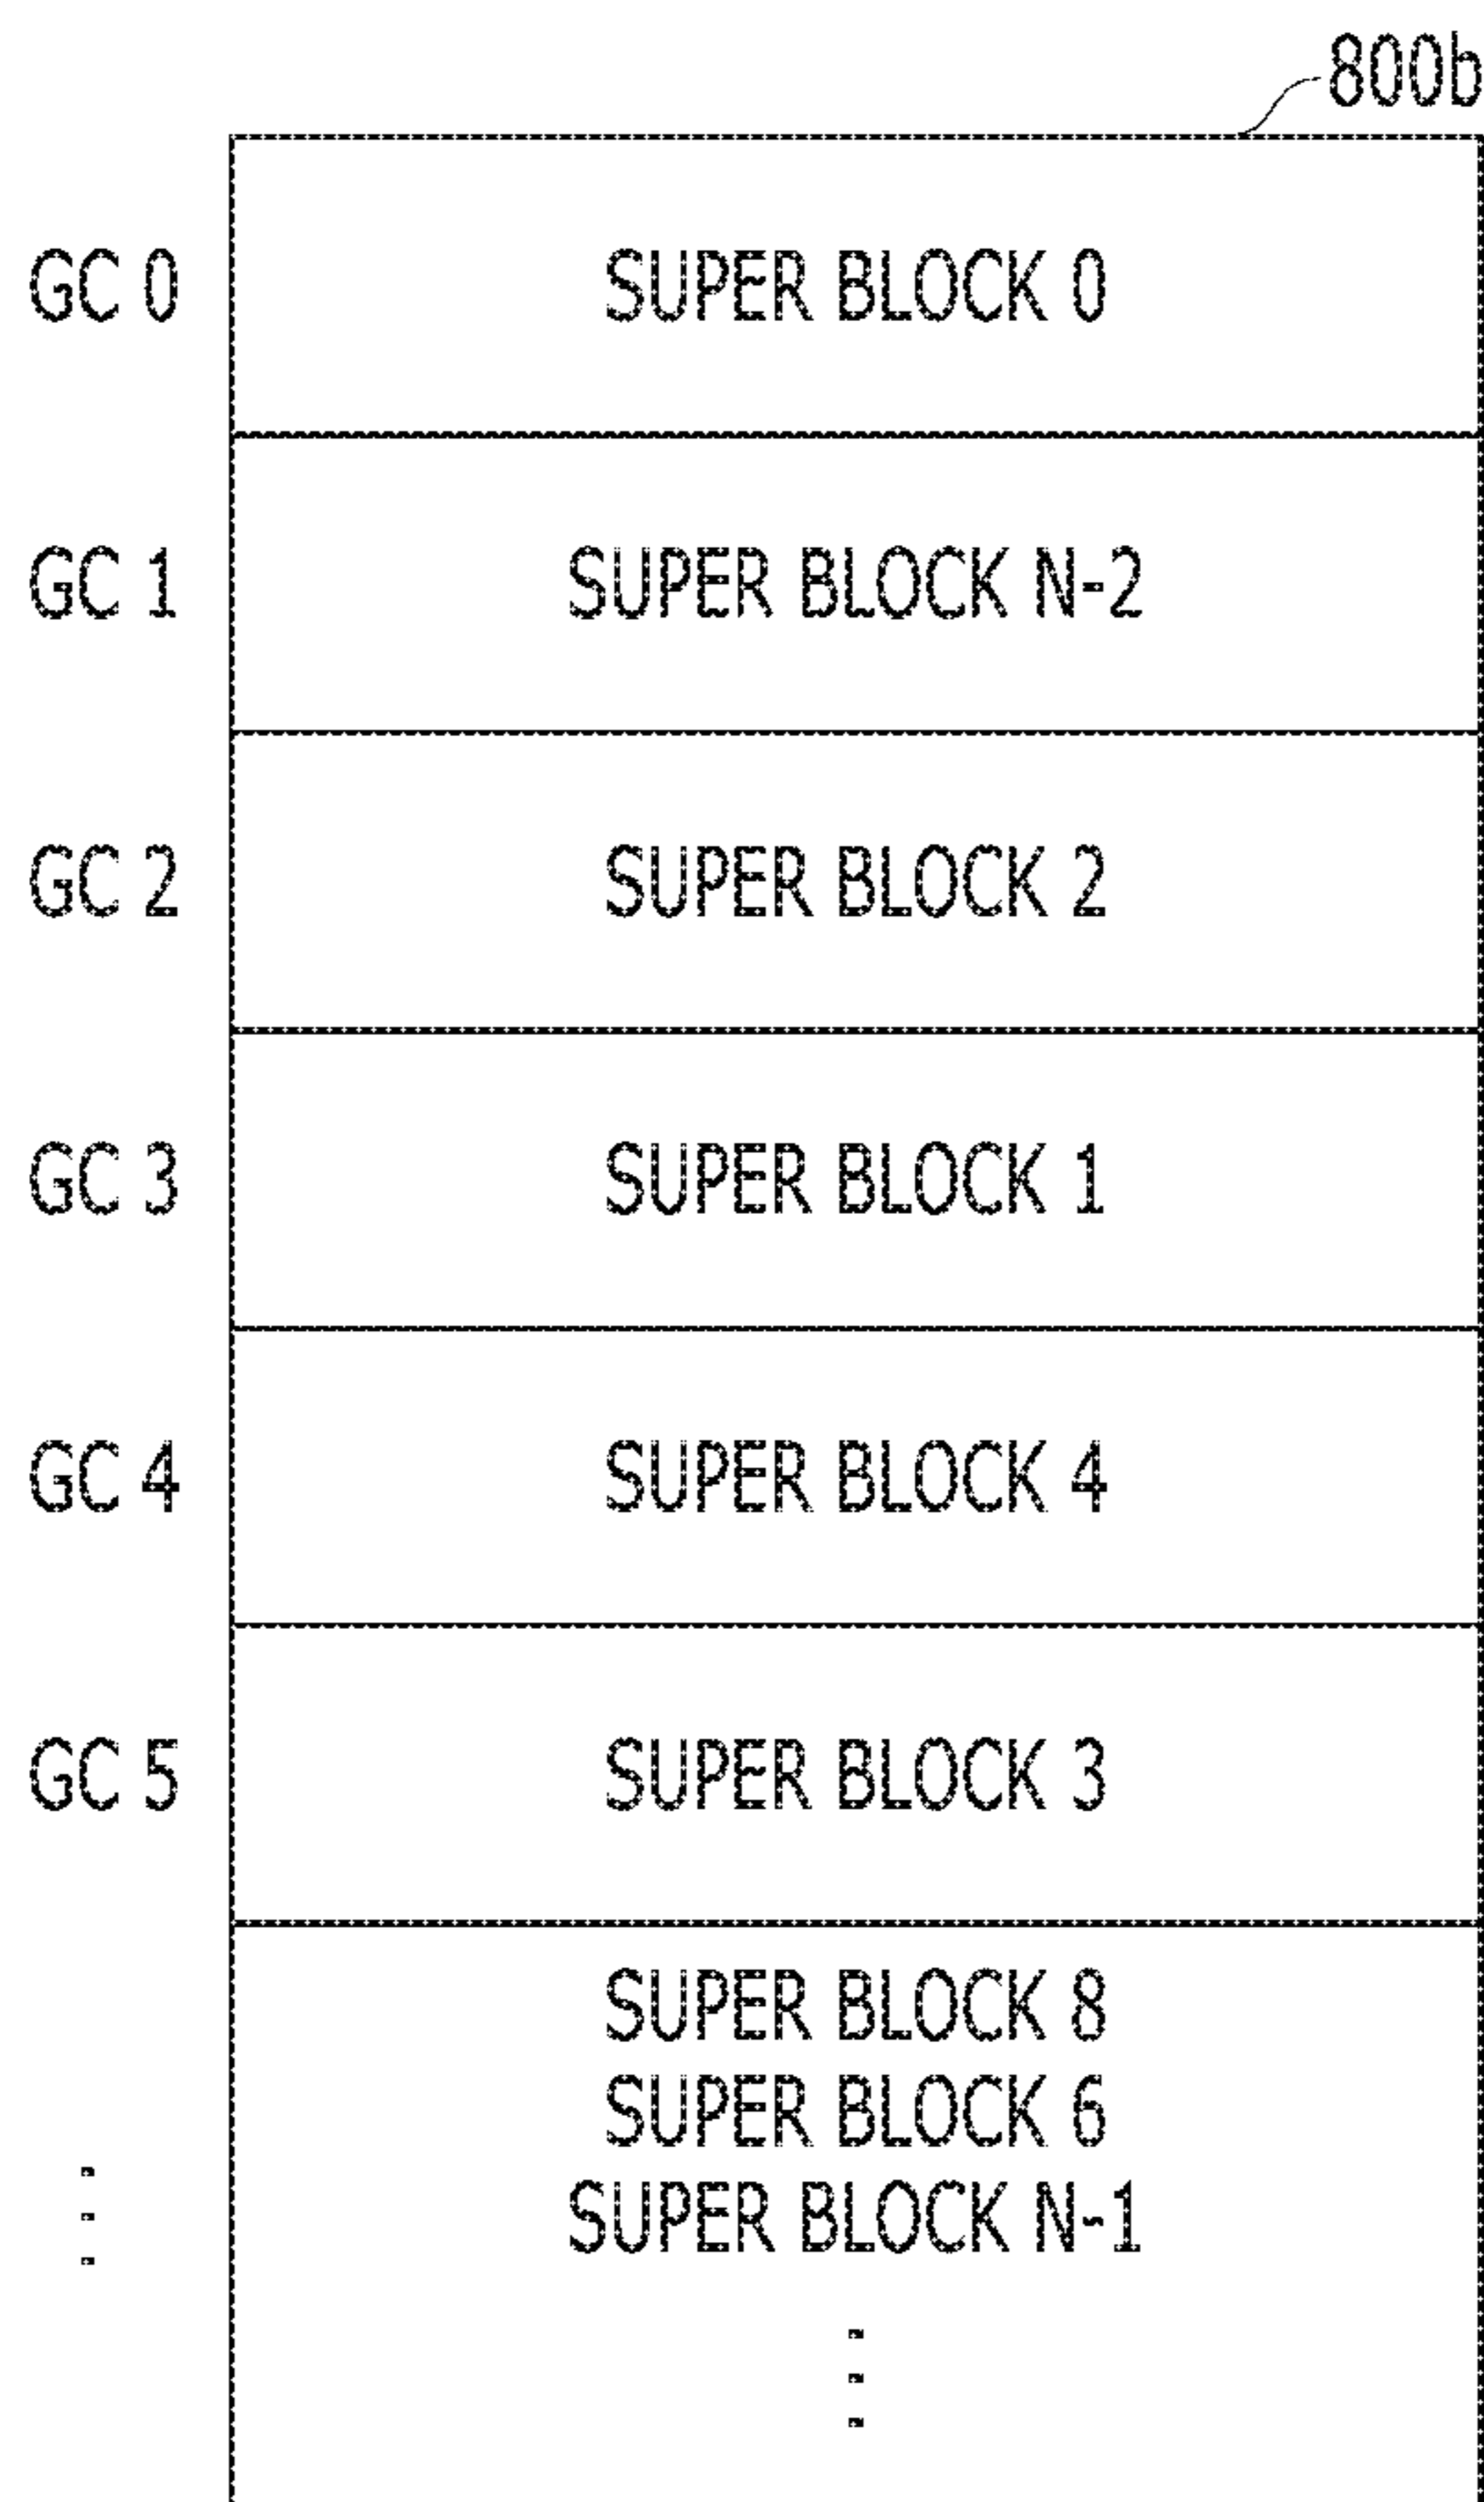 800b
GC 0 SUPER BLOCK 0
GC 1 SUPER BLOCK N-2
GC 2 SUPER BLOCK 2
GC 3 SUPER BLOCK 1
GC 4 SUPER BLOCK 4
GC 5 SUPER BLOCK 3
SUPER BLOCK 8
SUPER BLOCK 6
SUPER BLOCK N-1